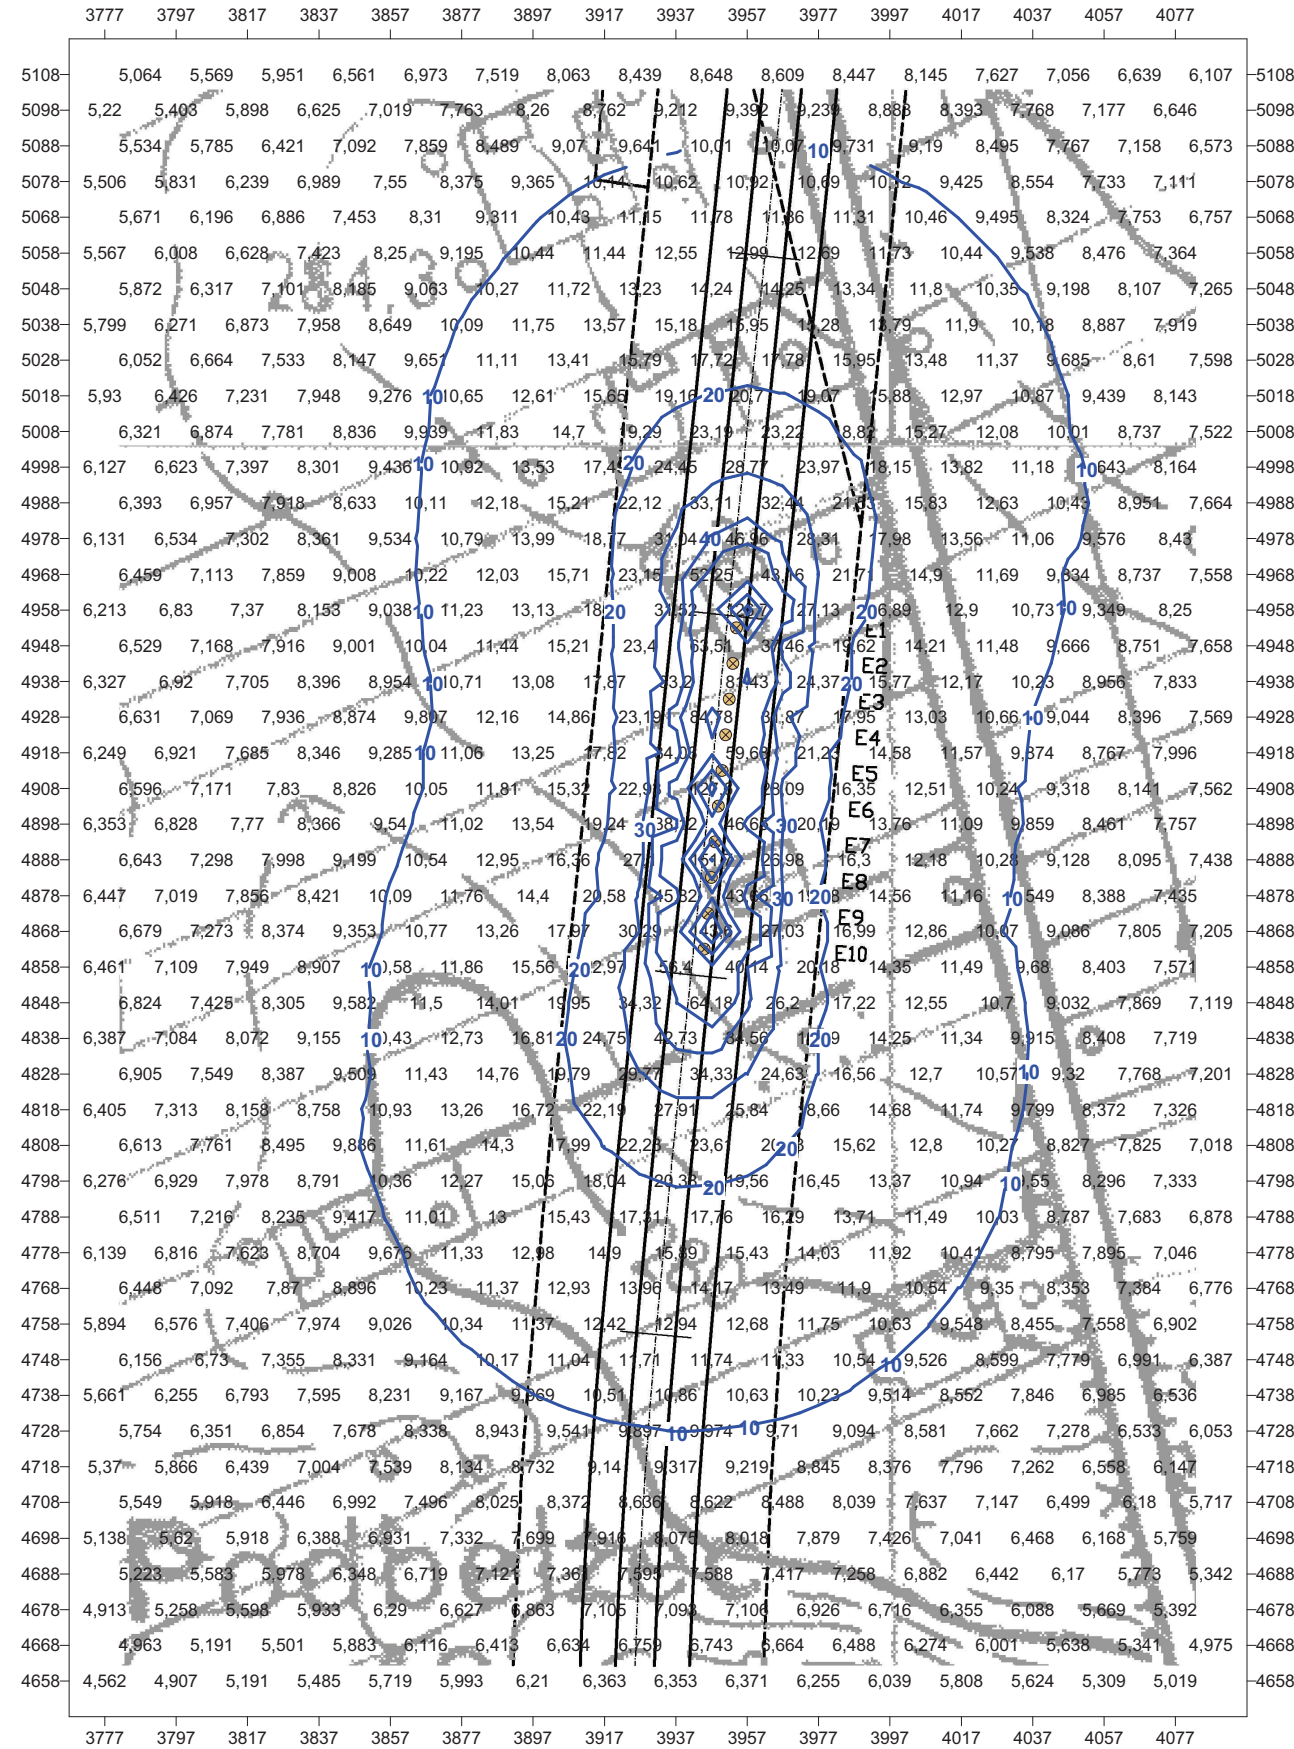 3777 3797 3817 3837 3857 3877 3897 3917 3937 3957 3977 3997 4017 4037 4057 4077
5108 5,064 5,569 5,951 6,561 6,973 7,519 8,063 8,439 8,648 8,609 8,447 8,145 7,627 7,056 6,639 6,107 5108
5098 5,22 5,403 5,898 6,625 7,019 7,763 8,26 8,762 9,212 9,392 9,239 8,883 8,393 7,768 7,177 6,646 5098
5088 5,534 5,785 6,421 7,092 7,859 8,489 9,07 9,641 10,01 10,07 10 9,731 9,19 8,495 7,767 7,158 6,573 5088
5078 5,506 5,831 6,239 6,989 7,55 8,375 9,365 10,14 10,62 10,92 10,69 10,12 9,425 8,554 7,733 7,111 5078
5068 5,671 6,196 6,886 7,453 8,31 9,311 10,43 11,15 11,78 11,86 11,31 10,46 9,495 8,324 7,753 6,757 5068
5058 5,567 6,008 6,628 7,423 8,25 9,195 10,44 11,44 12,55 12,99 12,69 11,73 10,44 9,538 8,476 7,364 5058
284.3
5048 5,872 6,317 7,101 8,185 9,063 10,27 11,72 13,23 14,24 14,25 13,34 11,8 10,35 9,198 8,107 7,265 5048
5038 5,799 6,271 6,873 7,958 8,649 10,09 11,75 13,57 15,18 15,95 15,28 13,79 11,9 10,18 8,887 7,919 5038
5028 6,052 6,664 7,533 8,147 9,651 11,11 13,41 15,79 17,72 17,78 15,95 13,48 11,37 9,685 8,61 7,598 5028
5018 5,93 6,426 7,231 7,948 9,276 10 10,65 12,61 15,65 19,16 20 20,7 19,07 15,88 12,97 10,87 9,439 8,143 5018
5008 6,321 6,874 7,781 8,836 9,939 11,83 14,7 19,29 23,19 23,22 18,82 15,27 12,08 10,01 8,737 7,522 5008
4998 6,127 6,623 7,397 8,301 9,436 10 10,92 13,53 20 24,45 28,77 23,97 18,15 13,82 11,18 10 8,164 4998
4988 6,393 6,957 7,918 8,633 10,11 12,18 15,21 22,12 33,11 32,44 15,83 12,63 10,43 8,951 7,664 4988
4978 6,131 6,534 7,302 8,361 9,534 10,79 13,99 18,77 31,04 40 46,96 28,31 17,98 13,56 11,06 9,576 8,43 4978
4968 6,459 7,113 7,859 9,008 10,22 12,03 15,71 23,15 52,25 43,16 21,71 14,9 11,69 9,834 8,737 7,558 4968
4958 6,213 6,83 7,37 8,153 9,038 10 11,23 13,13 20 27,13 20 12,9 10,73 10 9,349 8,25 4958
E1
4948 6,529 7,168 7,916 9,001 10,04 11,44 15,21 23,4 63,51 19,62 14,21 11,48 9,666 8,751 7,658 4948
E2
4938 6,327 6,92 7,705 8,396 8,954 10 10,71 13,08 17,87 24,37 20 15,77 12,17 10,23 8,956 7,833 4938
E3
4928 6,631 7,069 7,936 8,874 9,807 12,16 14,86 84,78 17,95 13,03 10,66 10 9,044 8,396 7,569 4928
E4
4918 6,249 6,921 7,685 8,346 9,285 10 11,06 13,25 17,82 14,58 11,57 9,874 8,767 7,996 4918
E5
4908 6,596 7,171 7,83 8,826 10,05 11,81 15,32 16,35 12,51 10,24 9,318 8,141 7,562 4908
E6
4898 6,353 6,828 7,77 8,366 9,54 11,02 13,54 19,24 30 30 20,19 13,76 11,09 9,859 8,461 7,757 4898
E7
4888 6,643 7,298 7,998 9,199 10,54 12,95 16,36 26,98 16,3 12,18 10,28 9,128 8,095 7,438 4888
E8
4878 6,447 7,019 7,856 8,421 10,09 11,76 14,4 20,58 45,32 30 20 14,56 11,16 10 8,388 7,435 4878
E9
4868 6,679 7,273 8,374 9,353 10,77 13,26 17,97 30,29 27,03 16,99 12,86 10,07 9,086 7,805 7,205 4868
E10
4858 6,461 7,109 7,949 8,907 10 11,86 15,56 20 56,4 40,14 20,18 14,35 11,49 9,68 8,403 7,571 4858
4848 6,824 7,425 8,305 9,582 11,5 14,01 19,95 34,32 64,18 26,2 17,22 12,55 10,7 9,032 7,869 7,119 4848
4838 6,387 7,084 8,072 9,155 10 12,73 16,81 20 24,75 42,73 34,56 20 14,25 11,34 9,915 8,408 7,719 4838
4828 6,905 7,549 8,387 9,509 11,43 14,76 19,79 29,77 34,33 24,63 16,56 12,7 10,57 10 9,32 7,768 7,201 4828
4818 6,405 7,313 8,158 8,758 10,93 13,26 16,72 22,19 27,91 25,84 18,66 14,68 11,74 9,799 8,372 7,326 4818
4808 6,613 7,761 8,495 9,836 11,61 14,3 17,99 22,23 23,61 20 15,62 12,8 10,27 8,827 7,825 7,018 4808
4798 6,276 6,929 7,978 8,791 10,36 12,27 15,06 18,04 20,38 20 19,56 16,45 13,37 10,94 10 8,296 7,333 4798
4788 6,511 7,216 8,235 9,417 11,01 13 15,43 17,31 17,76 16,29 13,71 11,49 10,03 8,787 7,683 6,878 4788
4778 6,139 6,816 7,623 8,704 9,676 11,33 12,98 14,9 15,89 15,43 14,03 11,92 10,41 8,795 7,895 7,046 4778
4768 6,448 7,092 7,87 8,896 10,23 11,37 12,93 13,96 14,17 13,49 11,9 10,54 9,35 8,353 7,384 6,776 4768
4758 5,894 6,576 7,406 7,974 9,026 10,34 11,37 12,42 12,94 12,68 11,75 10,63 9,548 8,455 7,558 6,902 4758
4748 6,156 6,73 7,355 8,331 9,164 10,17 11,04 11,71 11,74 11,33 10,54 10 9,526 8,599 7,779 6,991 6,387 4748
4738 5,661 6,255 6,793 7,595 8,231 9,167 9,969 10,51 10,86 10,63 10,23 9,514 8,552 7,846 6,985 6,536 4738
4728 5,754 6,351 6,854 7,678 8,338 8,943 9,541 9,897 10 9,974 10 9,71 9,094 8,581 7,662 7,278 6,533 6,053 4728
4718 5,37 5,866 6,439 7,004 7,539 8,134 8,732 9,14 9,317 9,219 8,845 8,376 7,796 7,262 6,558 6,147 4718
4708 5,549 5,918 6,446 6,992 7,496 8,025 8,372 8,636 8,622 8,488 8,039 7,637 7,147 6,499 6,18 5,717 4708
4698 5,138 5,62 5,918 6,388 6,931 7,332 7,699 7,916 8,075 8,018 7,879 7,426 7,041 6,468 6,168 5,759 4698
4688 5,223 5,583 5,978 6,348 6,719 7,121 7,361 7,595 7,588 7,417 7,258 6,882 6,442 6,17 5,773 5,342 4688
4678 4,913 5,258 5,598 5,933 6,29 6,627 6,863 7,105 7,093 7,106 6,926 6,716 6,355 6,088 5,669 5,392 4678
4668 4,963 5,191 5,501 5,883 6,116 6,413 6,634 6,759 6,743 6,664 6,488 6,274 6,001 5,638 5,341 4,975 4668
4658 4,562 4,907 5,191 5,485 5,719 5,993 6,21 6,363 6,353 6,371 6,255 6,039 5,808 5,624 5,309 5,019 4658
3777 3797 3817 3837 3857 3877 3897 3917 3937 3957 3977 3997 4017 4037 4057 4077